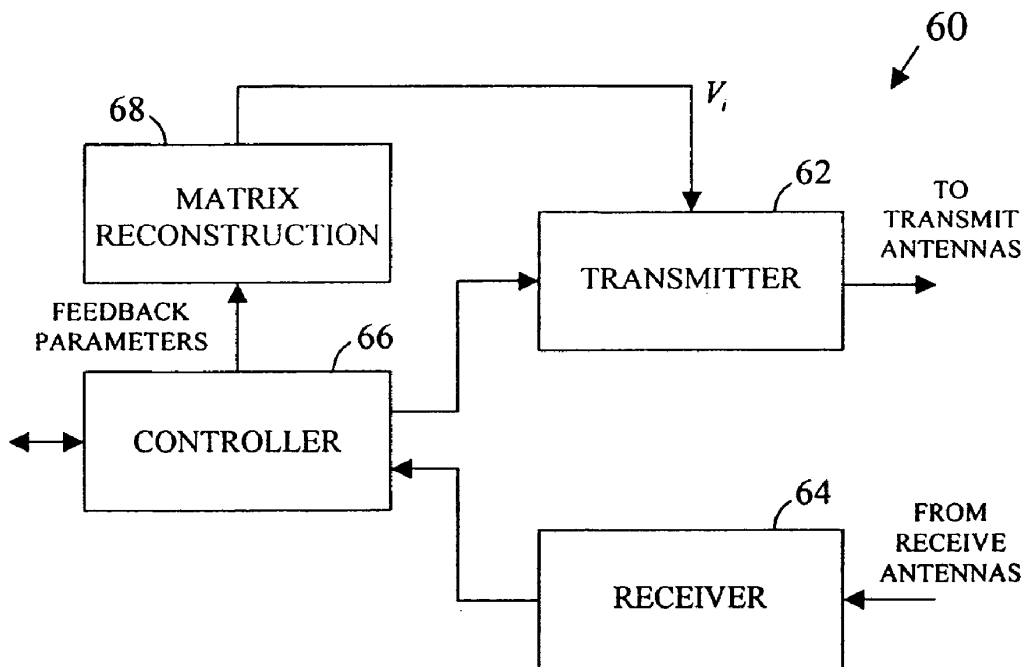 60
68
V_i
MATRIX
RECONSTRUCTION
62
TO
TRANSMIT
ANTENNAS
TRANSMITTER
FEEDBACK
PARAMETERS
66
CONTROLLER
64
FROM
RECEIVE
ANTENNAS
RECEIVER